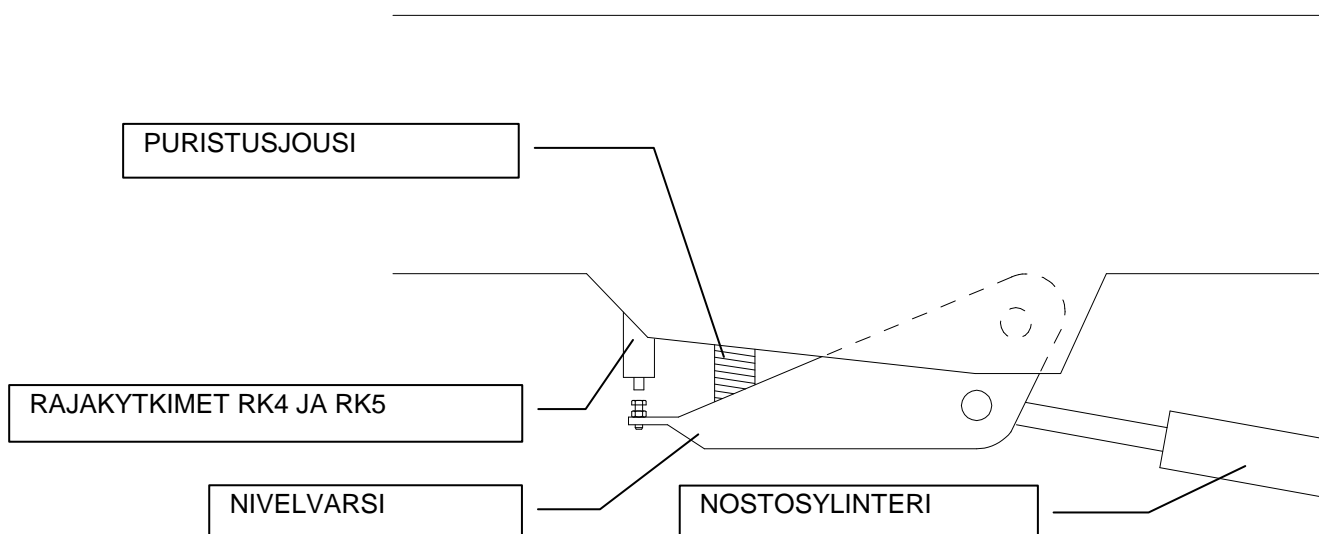 PURISTUSJOUSI
RAJAKYTKIMET RK4 JA RK5
NIVELVARSI
NOSTOSYLINTERI